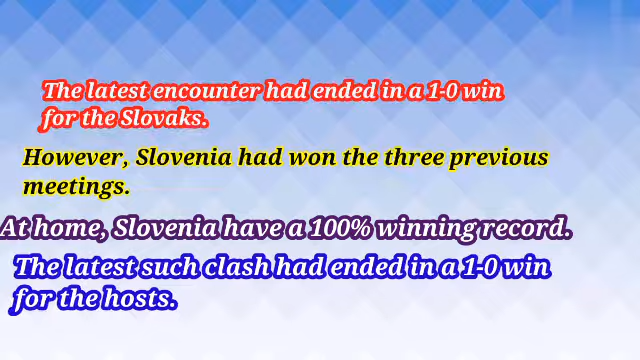 The latest encounter had ended in a 1-0 win
for the Slovaks.
However, Slovenia had won the three previous
meetings.
At home, Slovenia have a 100% winning record.
The latest such clash had ended in a 1-0 win
for the hosts.